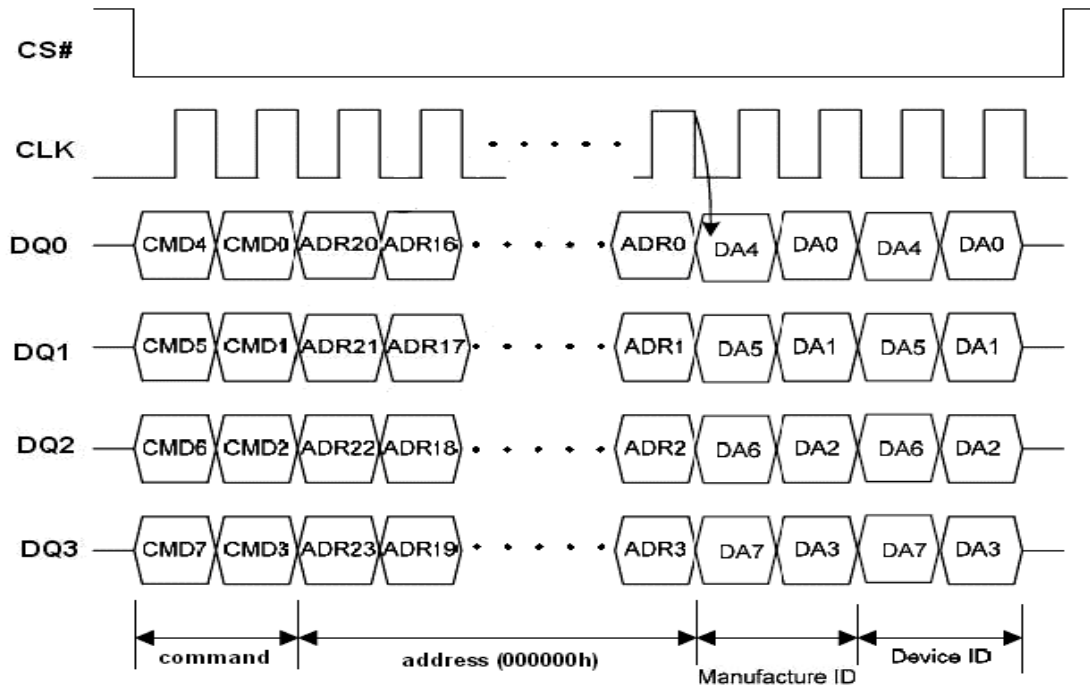 CS#
CLK
DQ0 CMD4 CMD0 ADR20 ADR16 ADR0 DA4 DA0 DA4 DA0
DQ1 CMD5 CMD1 ADR21 ADR17 ADR1 DA5 DA1 DA5 DA1
DQ2 CMD6 CMD2 ADR22 ADR18 ADR2 DA6 DA2 DA6 DA2
DQ3 CMD7 CMD3 ADR23 ADR19 ADR3 DA7 DA3 DA7 DA3
command address (000000h) Manufacture ID Device ID